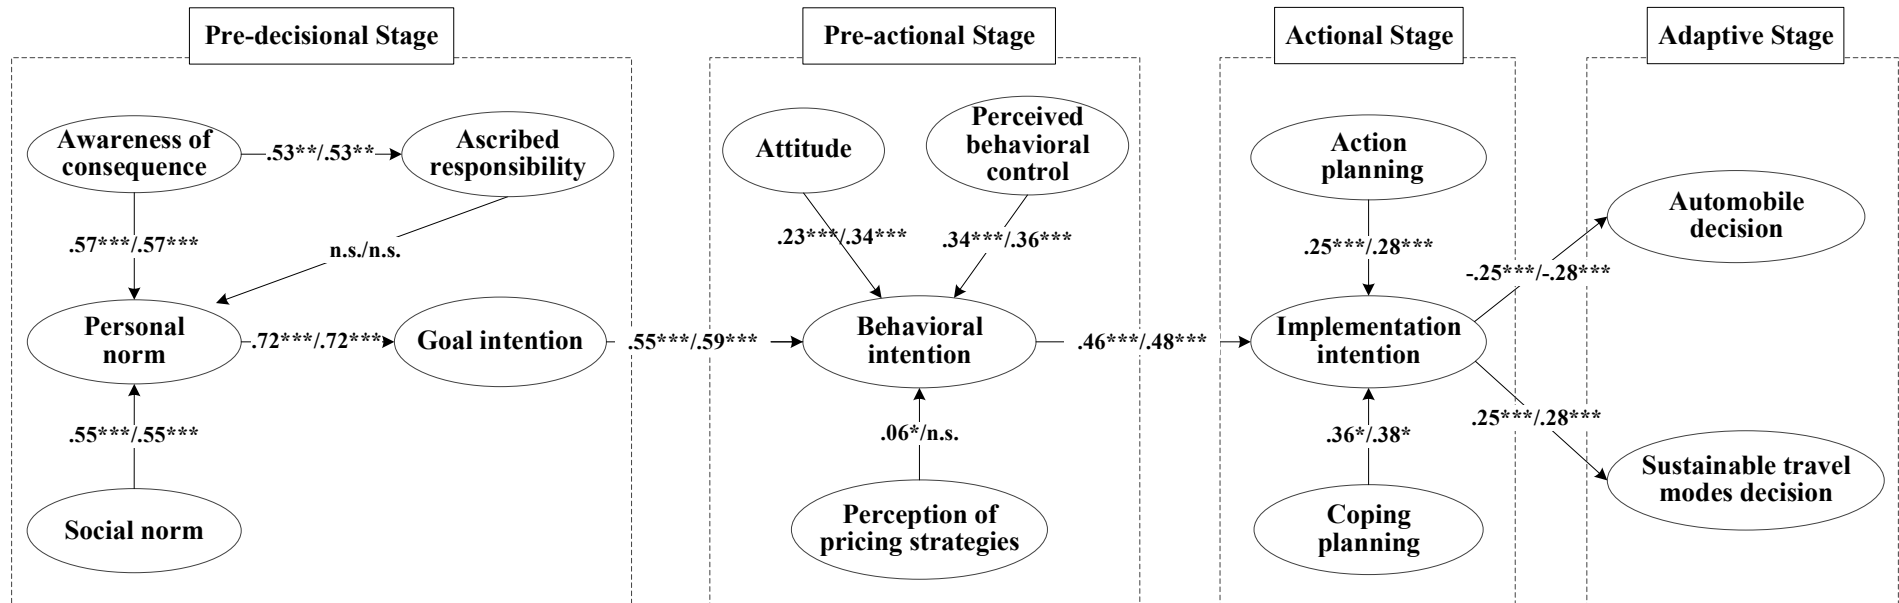 Pre-decisional Stage
Pre-actional Stage
Actional Stage
Adaptive Stage
Awareness of
consequence
.53**/.53**
Ascribed
responsibility
.57***/.57***
n.s./n.s.
Personal
norm
.72***/.72***
Goal intention
.55***/.55***
Social norm
.55***/.59***
Attitude
Perceived
behavioral
control
.23***/.34***
.34***/.36***
Behavioral
intention
.06*/n.s.
Perception of
pricing strategies
.46***/.48***
Action
planning
.25***/.28***
Implementation
intention
.36*/.38*
Coping
planning
-.25***/-.28***
.25***/.28***
Automobile
decision
Sustainable travel
modes decision